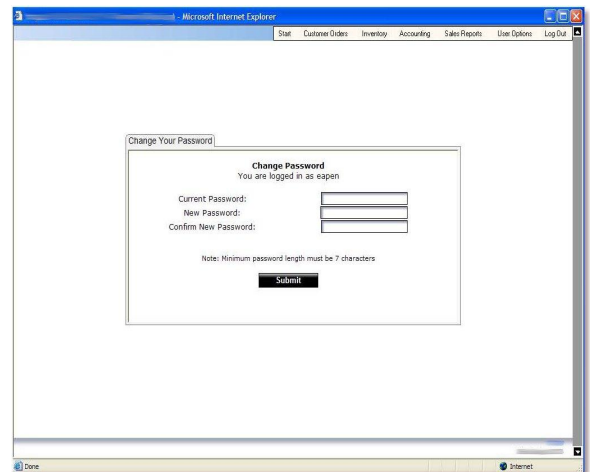 - Microsoft Internet Explorer
Start Customer Orders Inventory Accounting Sales Reports User Options Log Out
Change Your Password
Change Password
You are logged in as eapen
Current Password:
New Password:
Confirm New Password:
Note: Minimum password length must be 7 characters
Submit
Done Internet